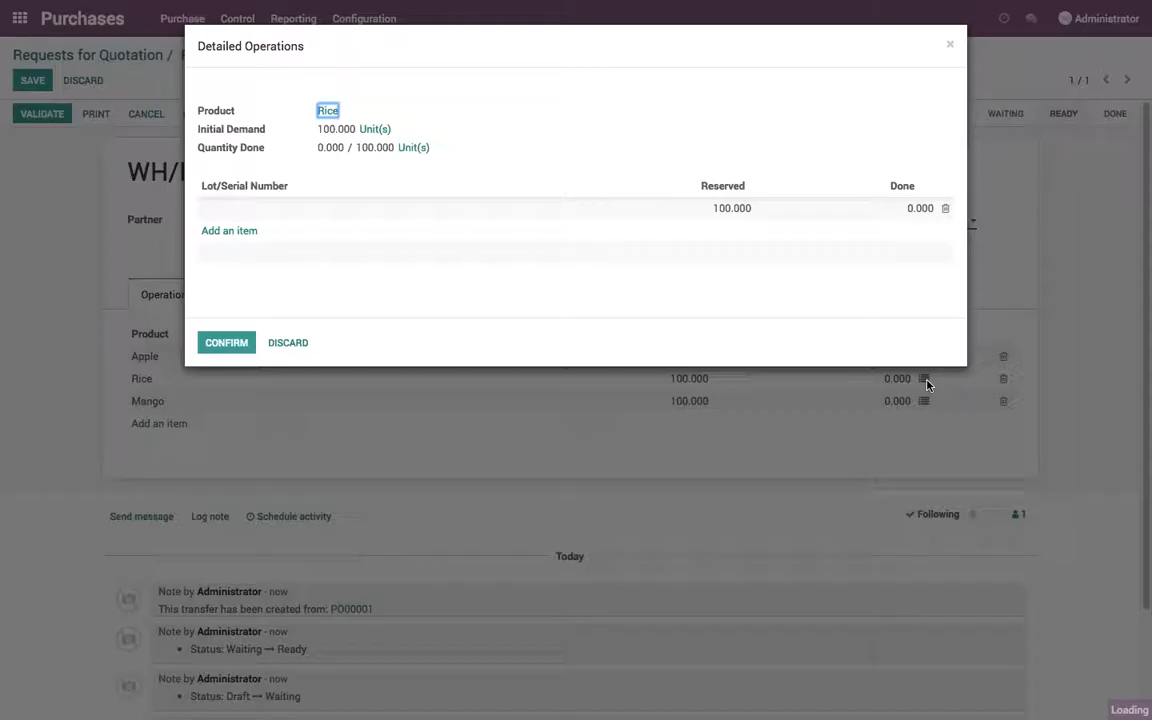 Purchases Purchase Control Reporting Configuration Administrator
Requests for Quotation /
SAVE DISCARD 1 / 1
VALIDATE PRINT CANCEL WAITING READY DONE
Detailed Operations ×
Product Rice
Initial Demand 100.000 Unit(s)
Quantity Done 0.000 / 100.000 Unit(s)
Lot/Serial Number Reserved Done
100.000 0.000
Add an item
CONFIRM DISCARD
Partner
Product
Apple
Rice 100.000 0.000
Mango 100.000 0.000
Add an item
Send message Log note Schedule activity Following 1
Today
Note by Administrator - now
This transfer has been created from: PO00001
Note by Administrator - now
• Status: Waiting → Ready
Note by Administrator - now
• Status: Draft → Waiting
Loading